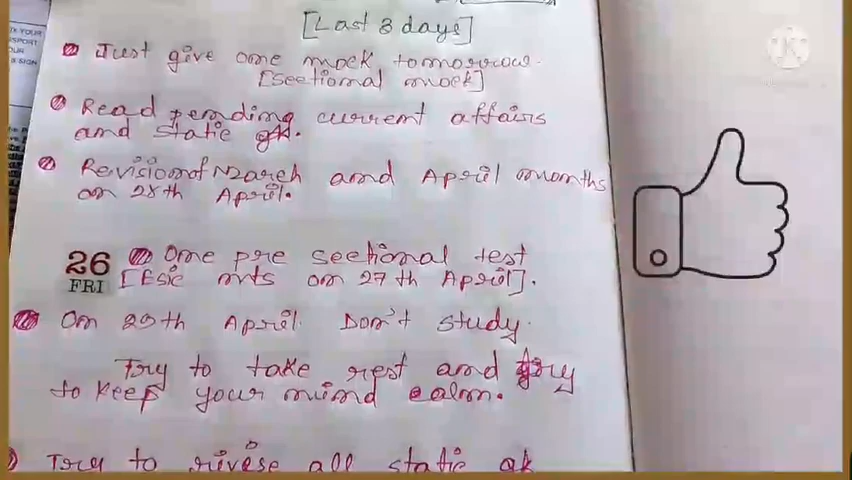 [Last 3 days]
Just give one mock tomorrow.
[Sectional mock]
Read pending current affairs
and static gk.
Revision of March and April months
on 28th April.
26 One pre sectional test
FRI [Esic mts on 27th April].
On 29th April. Don't study.
Try to take rest and try
to keep your mind calm.
Try to rivise all static gk